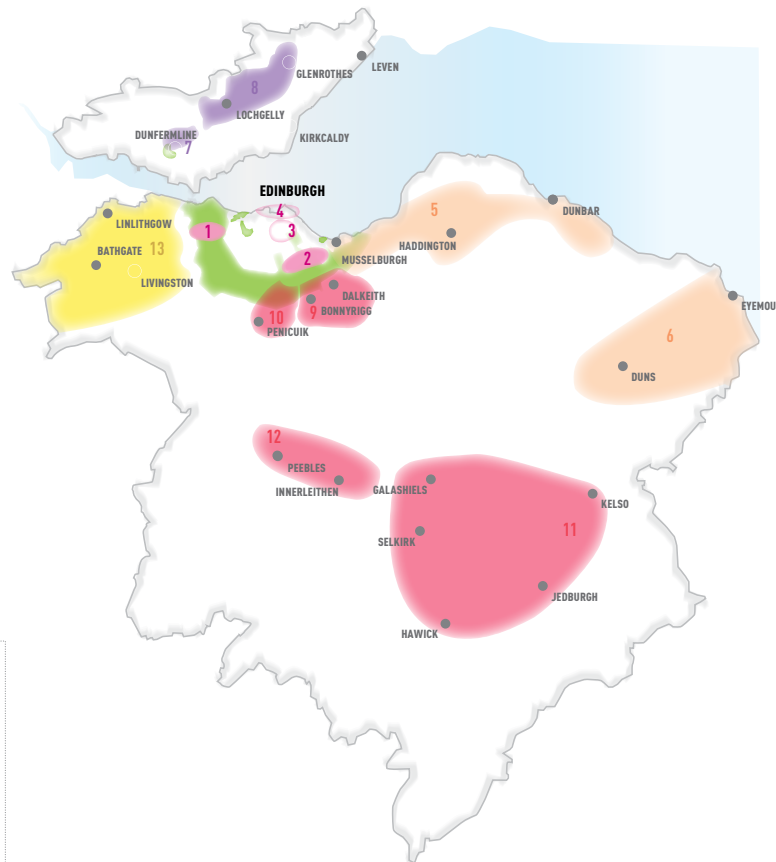 GLENROTHES
LEVEN
8
LOCHGELLY
DUNFERMLINE
7
KIRKCALDY
EDINBURGH
4
LINLITHGOW
1
3
5
DUNBAR
BATHGATE
13
HADDINGTON
2
MUSSELBURGH
LIVINGSTON
DALKEITH
10
9
BONNYRIGG
PENICUIK
EYEMOU
6
DUNS
12
PEEBLES
INNERLEITHEN
GALASHIELS
KELSO
SELKIRK
11
JEDBURGH
HAWICK